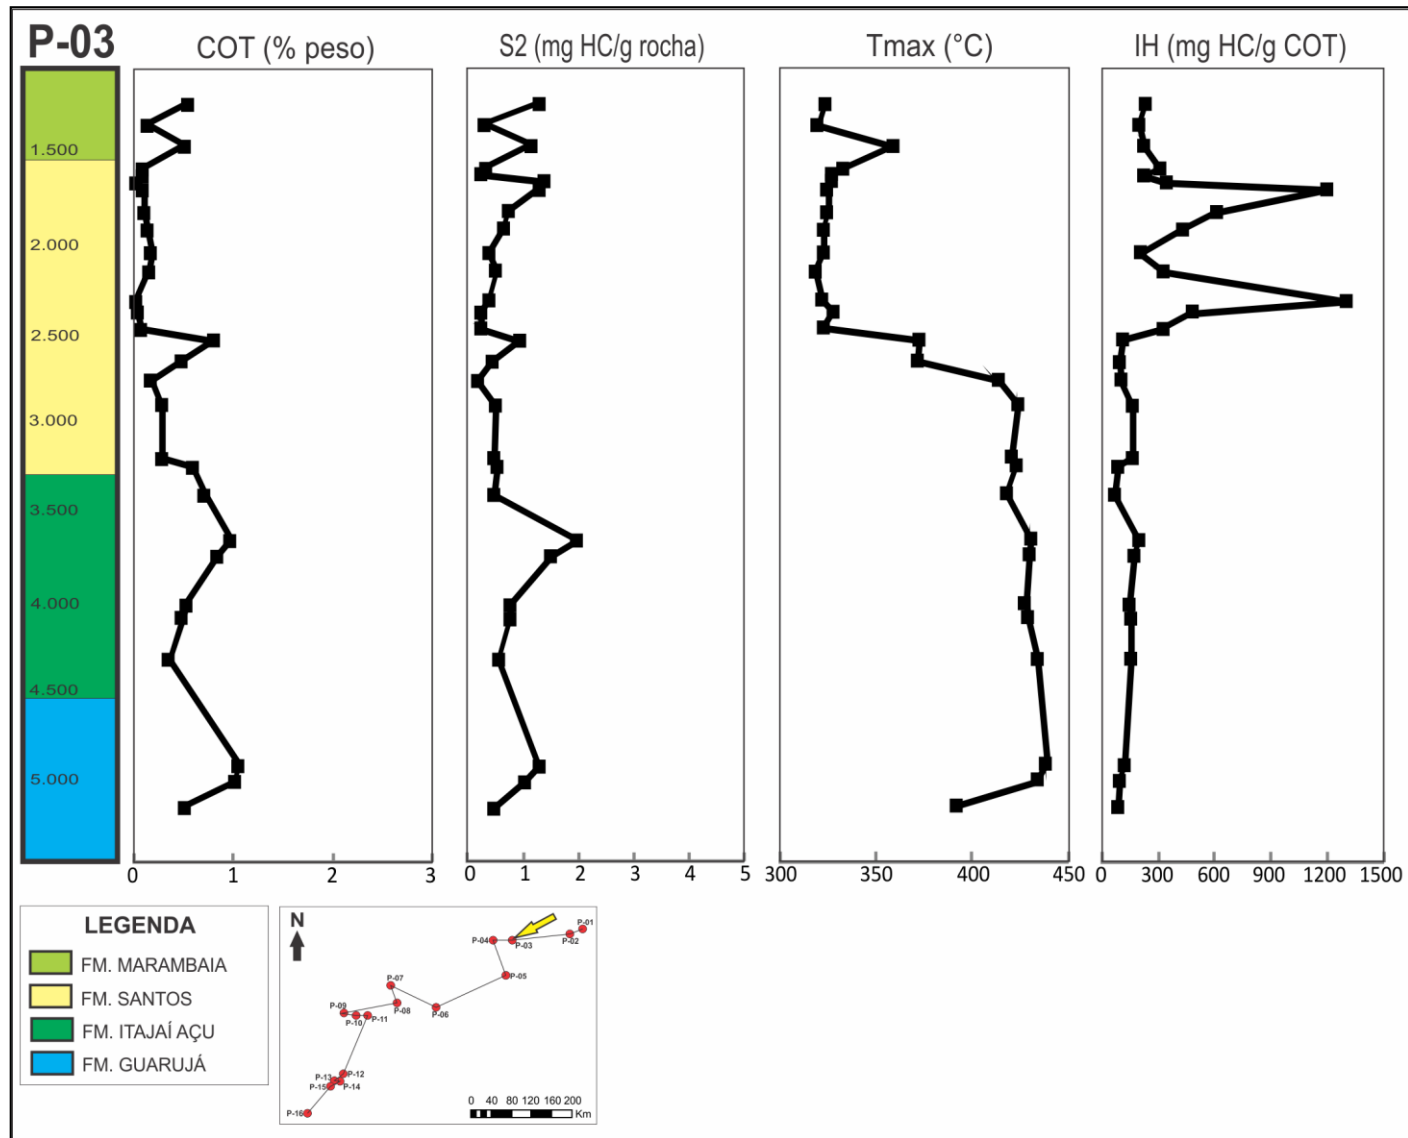 P-03
COT (% peso)
S2 (mg HC/g rocha)
Tmax (°C)
IH (mg HC/g COT)
1.500
2.000
2.500
3.000
3.500
4.000
4.500
5.000
0 1 2 3
0 1 2 3 4 5
300 350 400 450
0 300 600 900 1200 1500
LEGENDA
FM. MARAMBAIA
FM. SANTOS
FM. ITAJAÍ AÇU
FM. GUARUJÁ
N
P-01
P-02
P-04
P-03
P-05
P-07
P-08
P-06
P-09
P-10
P-11
P-12
P-13
P-15
P-14
P-16
0 40 80 120 160 200
Km